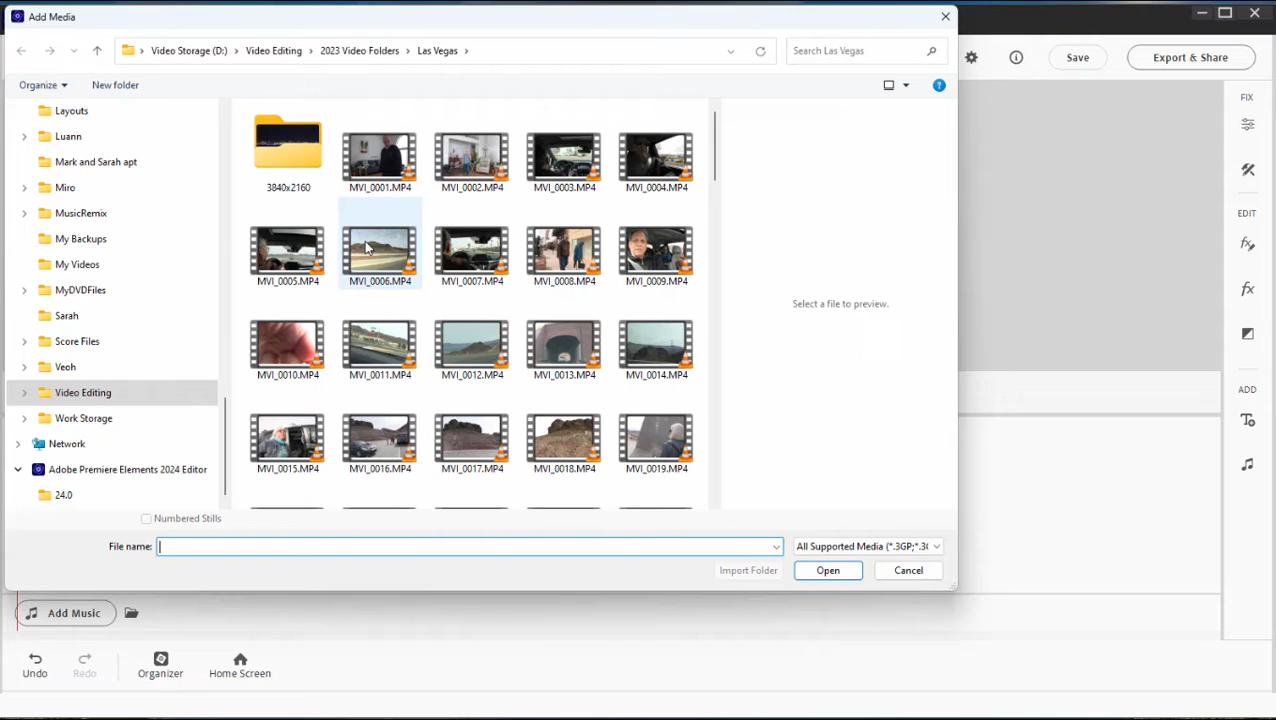 Add Media
Video Storage (D:) Video Editing 2023 Video Folders Las Vegas
Search Las Vegas
Save
Export & Share
Organize
New folder
FIX
EDIT
ADD
Layouts
Luann
Mark and Sarah apt
Miro
MusicRemix
My Backups
My Videos
MyDVDFiles
Sarah
Score Files
Veoh
Video Editing
Work Storage
Network
Adobe Premiere Elements 2024 Editor
24.0
3840x2160 MVI_0001.MP4 MVI_0002.MP4 MVI_0003.MP4 MVI_0004.MP4
MVI_0005.MP4 MVI_0006.MP4 MVI_0007.MP4 MVI_0008.MP4 MVI_0009.MP4
MVI_0010.MP4 MVI_0011.MP4 MVI_0012.MP4 MVI_0013.MP4 MVI_0014.MP4
MVI_0015.MP4 MVI_0016.MP4 MVI_0017.MP4 MVI_0018.MP4 MVI_0019.MP4
Select a file to preview.
Numbered Stills
File name:
All Supported Media (*.3GP;*.3(
Import Folder
Open
Cancel
Add Music
Undo
Redo
Organizer
Home Screen